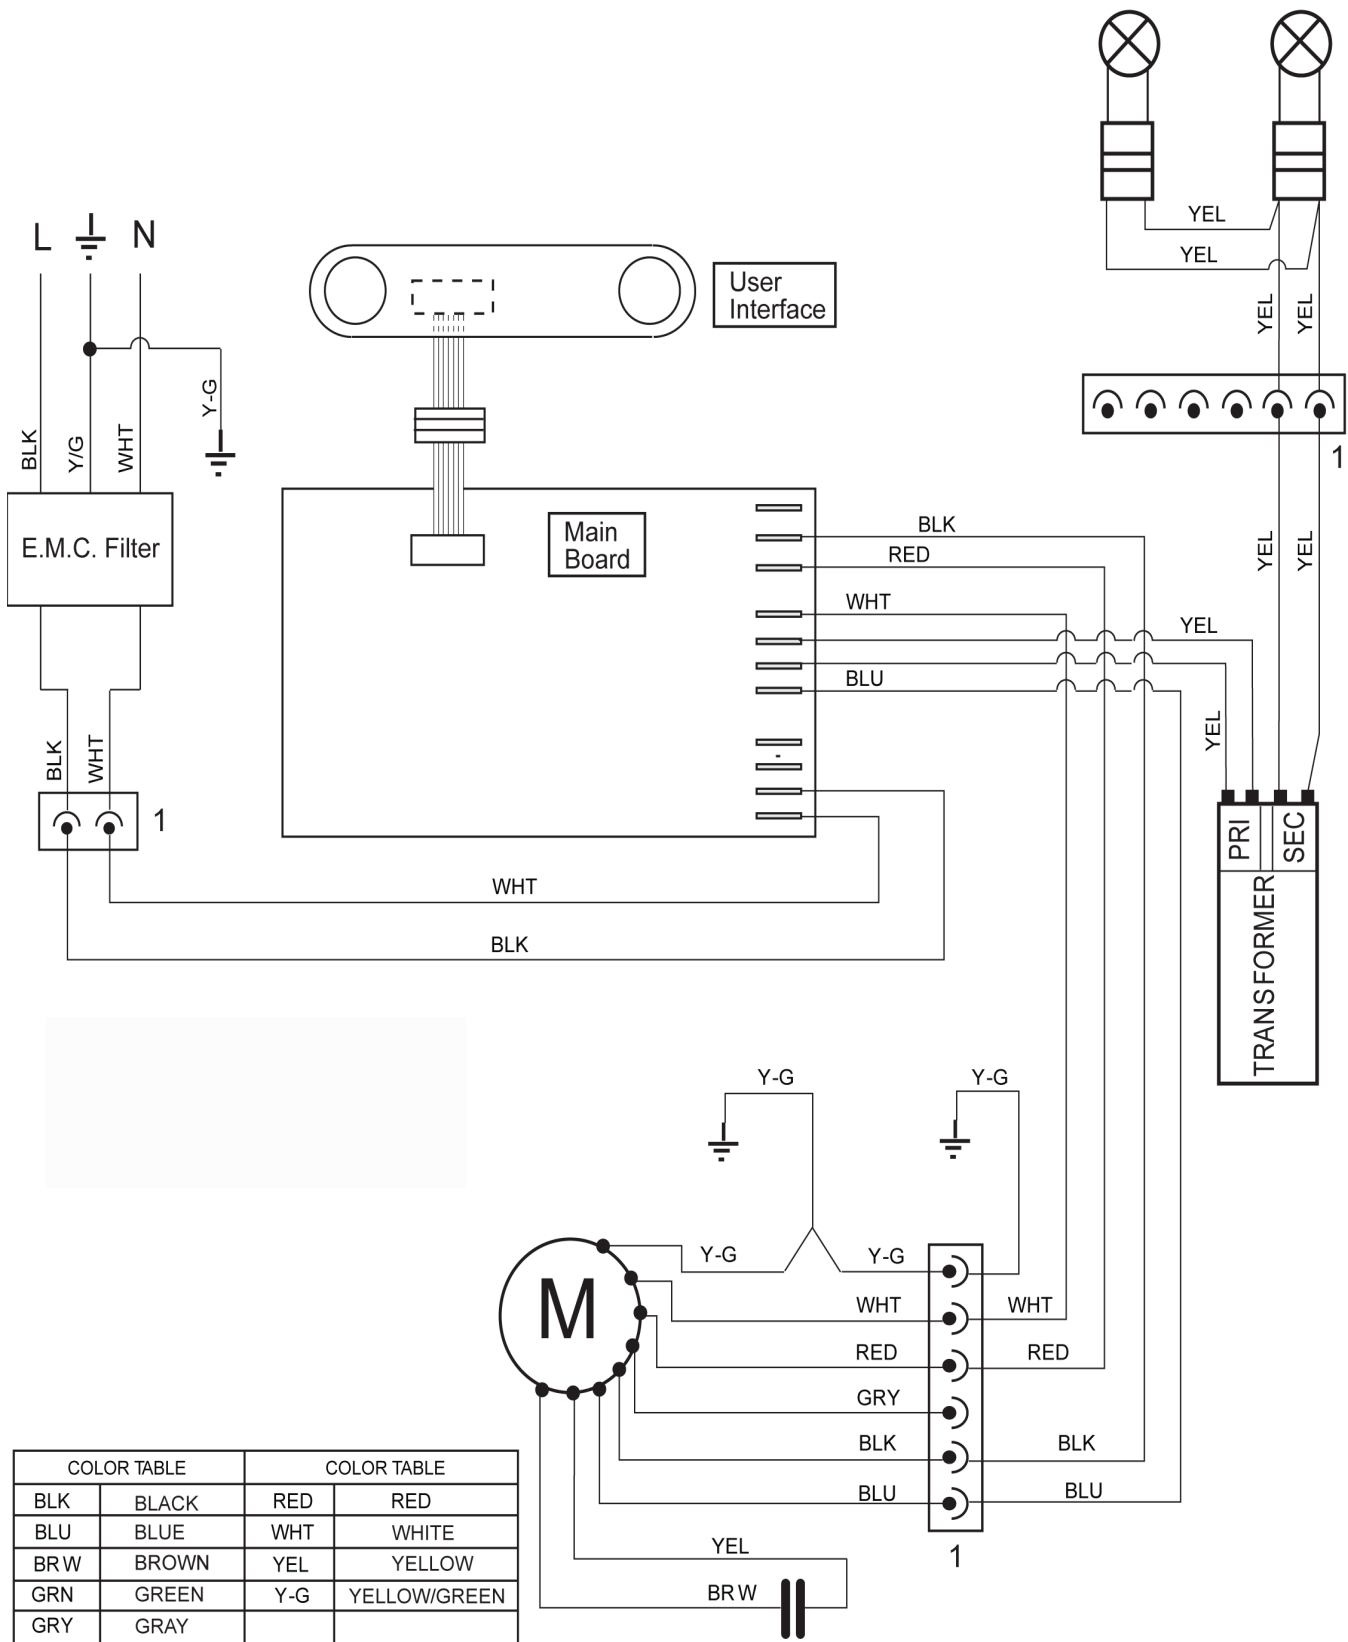 YEL
YEL
L N
User
Interface
YEL
YEL
Y-G
BLK
Y/G
WHT
1
E.M.C. Filter
Main
Board
BLK
RED
WHT
YEL
BLU
YEL
YEL
YEL
BLK
WHT
1
PRI
SEC
TRANSFORMER
WHT
BLK
Y-G
Y-G
M
Y-G
Y-G
WHT
WHT
RED
RED
GRY
BLK
BLK
BLU
BLU
1
YEL
BRW
COLOR TABLE COLOR TABLE
BLK BLACK RED RED
BLU BLUE WHT WHITE
BRW BROWN YEL YELLOW
GRN GREEN Y-G YELLOW/GREEN
GRY GRAY